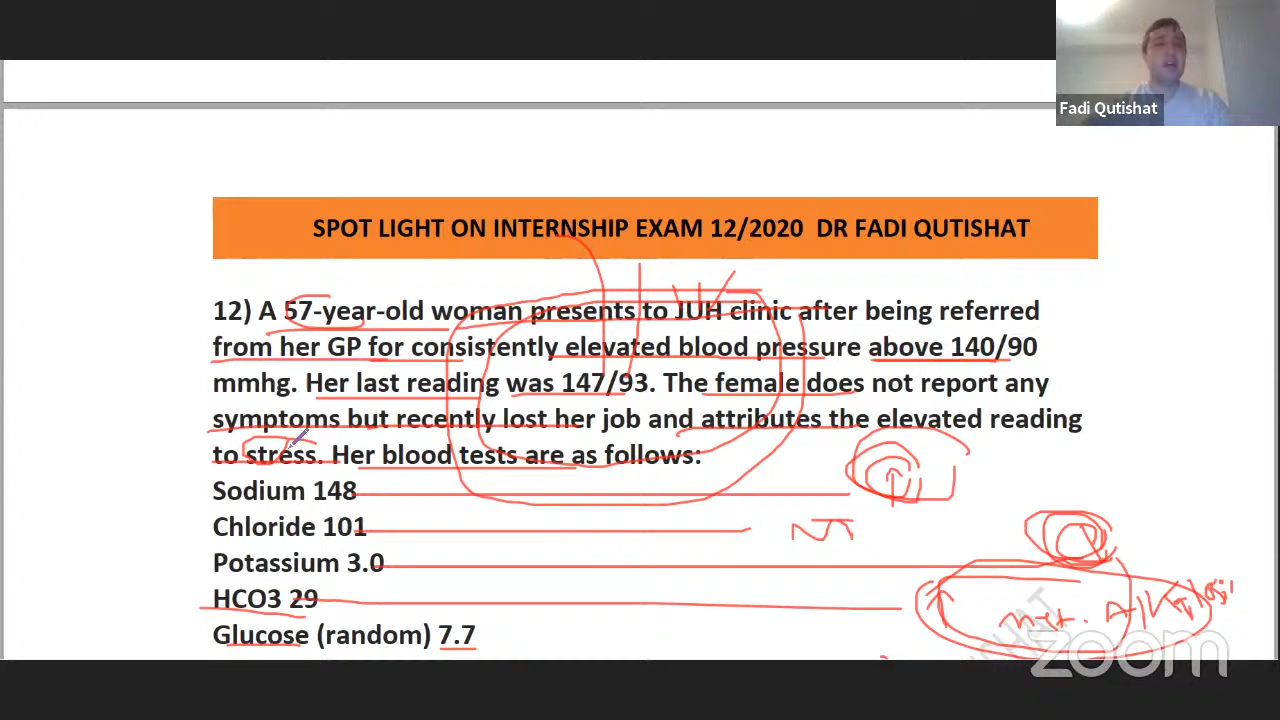 Fadi Qutishat
SPOT LIGHT ON INTERNSHIP EXAM 12/2020 DR FADI QUTISHAT
12) A 57-year-old woman presents to JUH clinic after being referred
from her GP for consistently elevated blood pressure above 140/90
mmhg. Her last reading was 147/93. The female does not report any
symptoms but recently lost her job and attributes the elevated reading
to stress. Her blood tests are as follows:
Sodium 148
Chloride 101
Potassium 3.0
HCO3 29
Glucose (random) 7.7
zoom